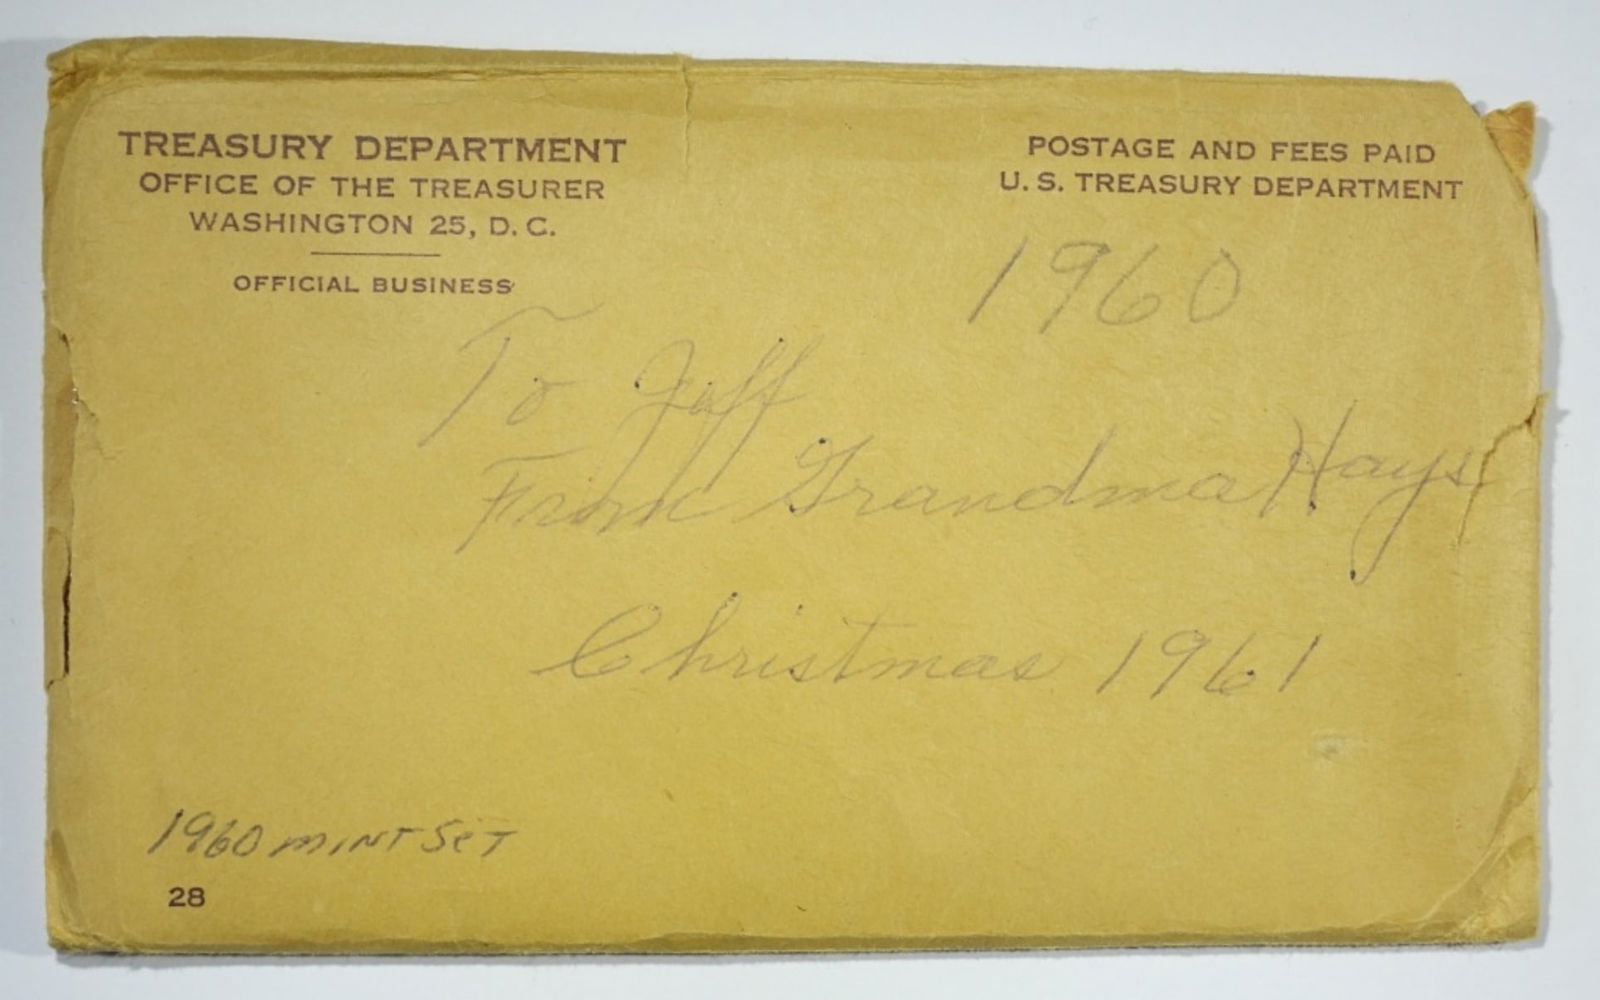 TREASURY DEPARTMENT
OFFICE OF THE TREASURER
WASHINGTON 25, D. C.
OFFICIAL BUSINESS
POSTAGE AND FEES PAID
U. S. TREASURY DEPARTMENT
1960
To Jeff
From Grandma Hays
Christmas 1961
1960 MINT SET
28